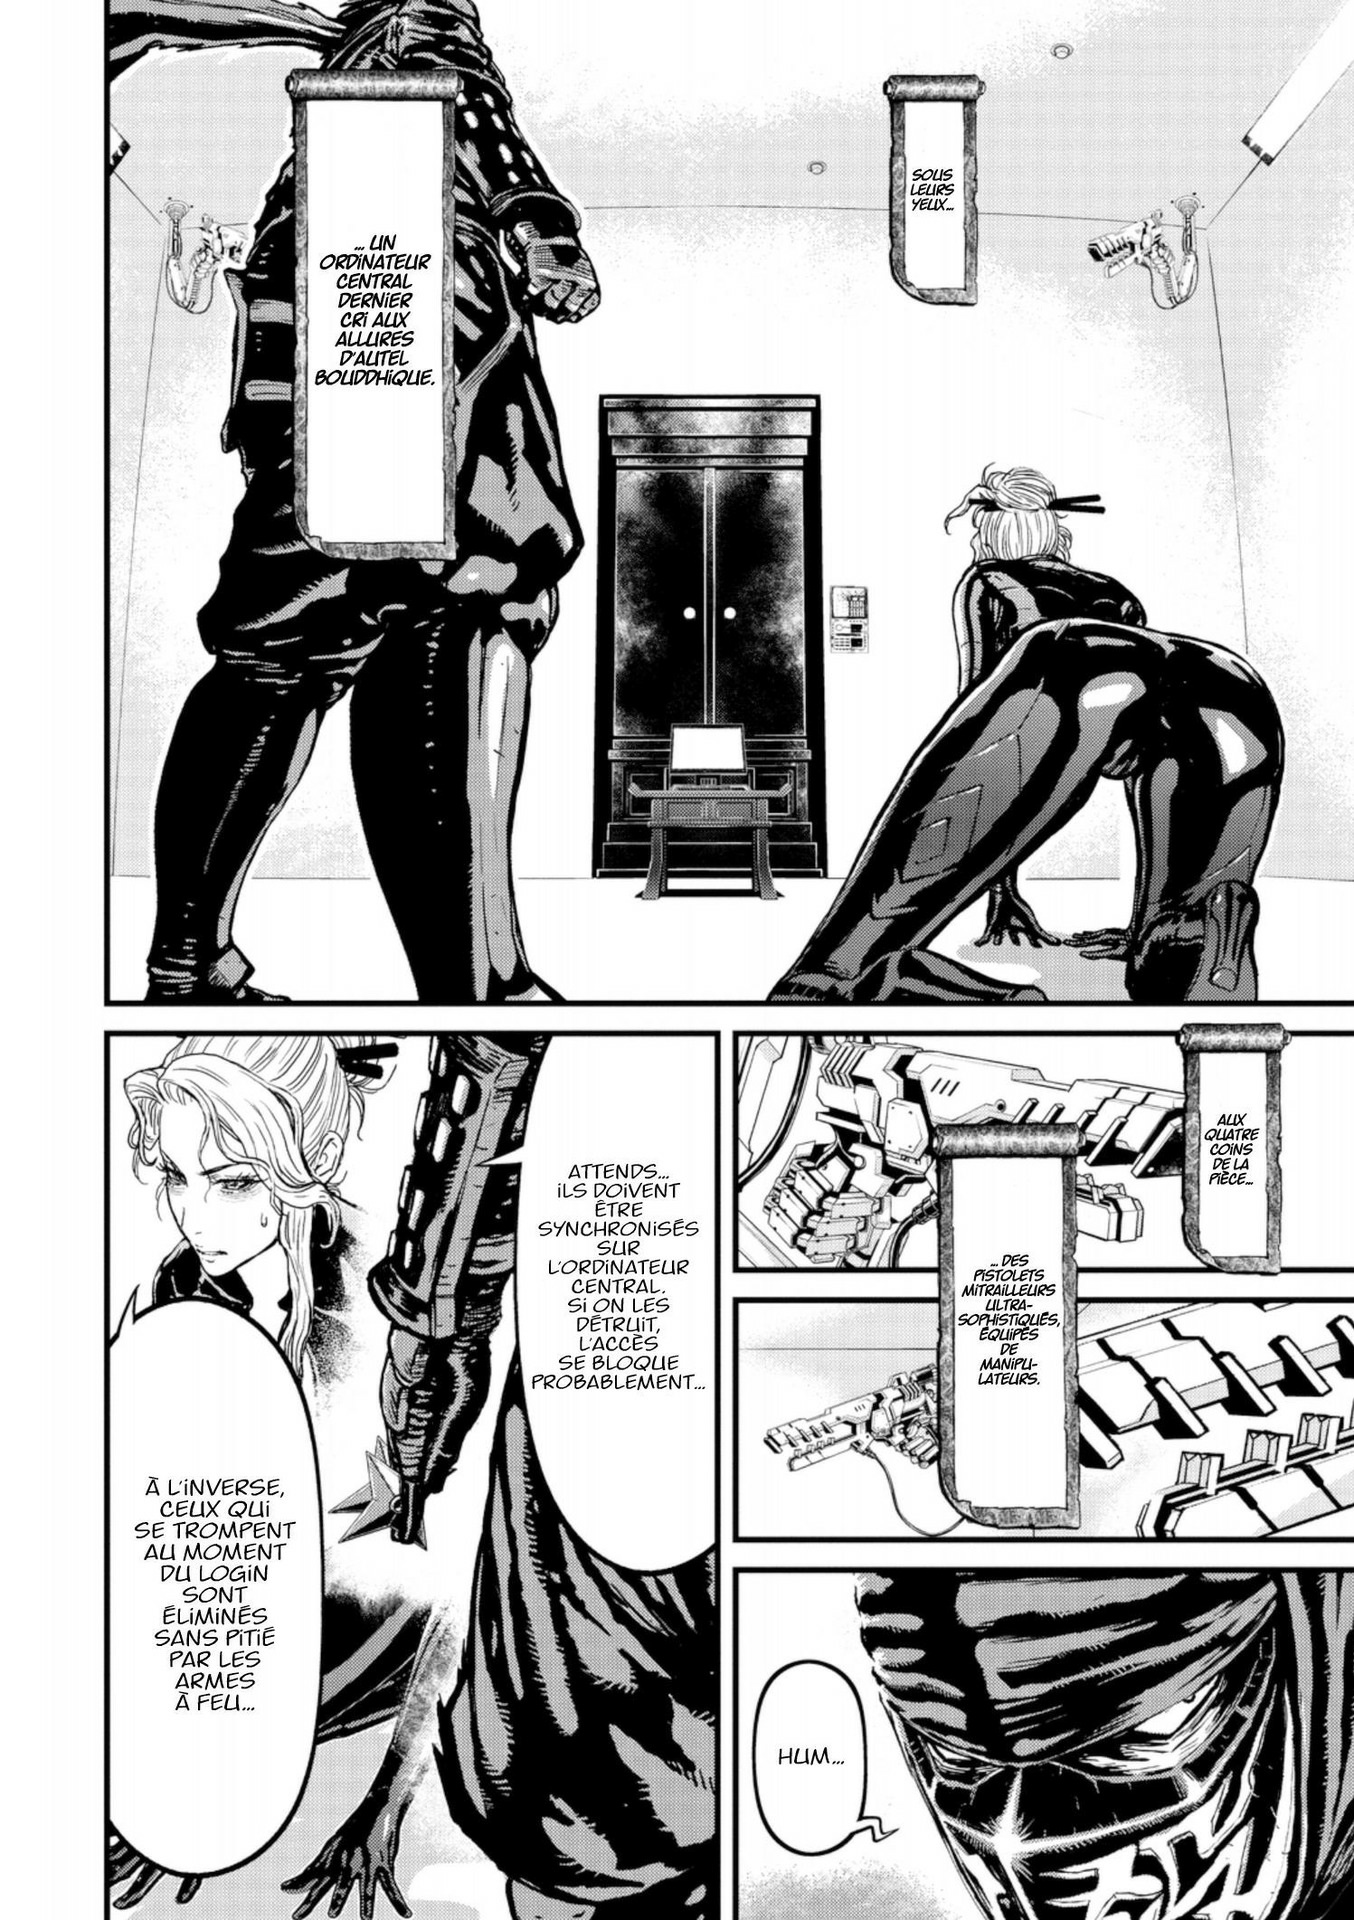 SOUS
LEURS
YEUX...
... UN
ORDINATEUR
CENTRAL
DERNIER
CRI AUX
ALLURES
D'AUTEL
BOUDDHIQUE.
AUX
QUATRE
COINS
DE LA
PIÈCE...
... DES
PISTOLETS
MITRAILLEURS
ULTRA-
SOPHISTIQUÉS,
ÉQUIPÉS
DE
MANIPU-
LATEURS.
HUM...
ATTENDS...
ILS DOIVENT
ÊTRE
SYNCHRONISÉS
SUR
L'ORDINATEUR
CENTRAL.
SI ON LES
DÉTRUIT,
L'ACCÈS
SE BLOQUE
PROBABLEMENT...
À L'INVERSE,
CEUX QUI
SE TROMPENT
AU MOMENT
DU LOGIN
SONT
ÉLIMINÉS
SANS PITIÉ
PAR LES
ARMES
À FEU...